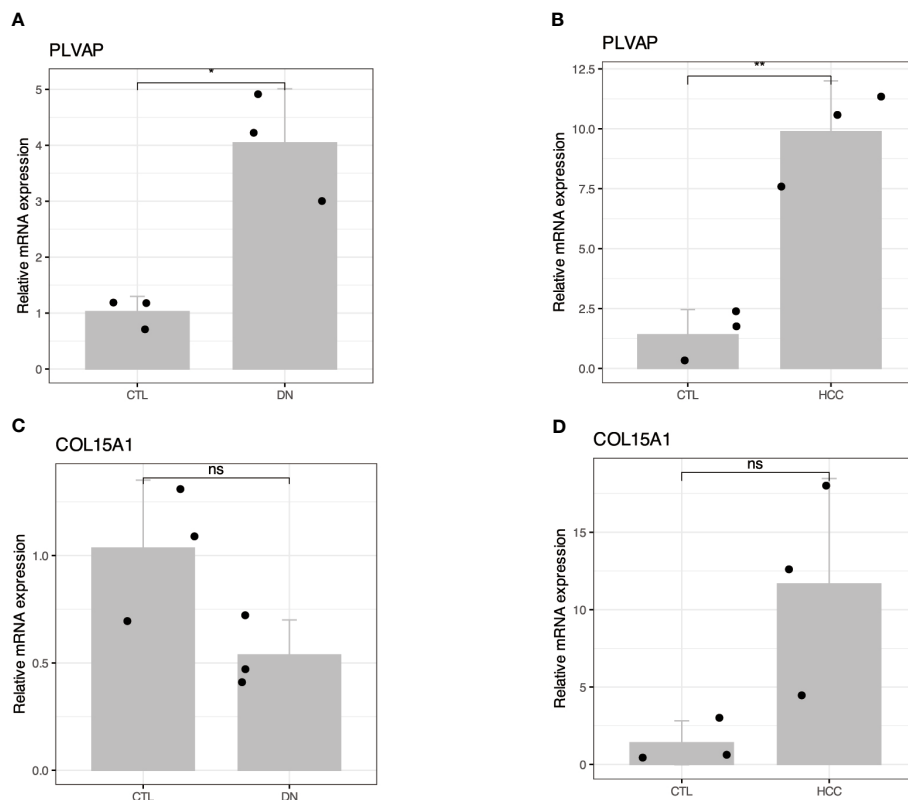 A
PLVAP
*
Relative mRNA expression
5
4
3
2
1
0
CTL
DN
B
PLVAP
**
Relative mRNA expression
12.5
10.0
7.5
5.0
2.5
0.0
CTL
HCC
C
COL15A1
ns
Relative mRNA expression
1.0
0.5
0.0
CTL
DN
D
COL15A1
ns
Relative mRNA expression
15
10
5
0
CTL
HCC